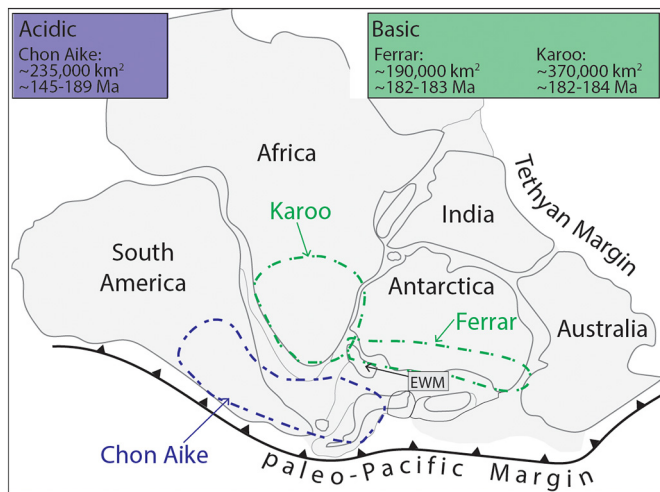 Acidic
Chon Aike:
~235,000 km²
~145-189 Ma
Basic
Ferrar:
~190,000 km²
~182-183 Ma
Karoo:
~370,000 km²
~182-184 Ma
Africa
Tethyan Margin
India
Karoo
South
America
Antarctica
Ferrar
Australia
EWM
Chon Aike
paleo-Pacific Margin